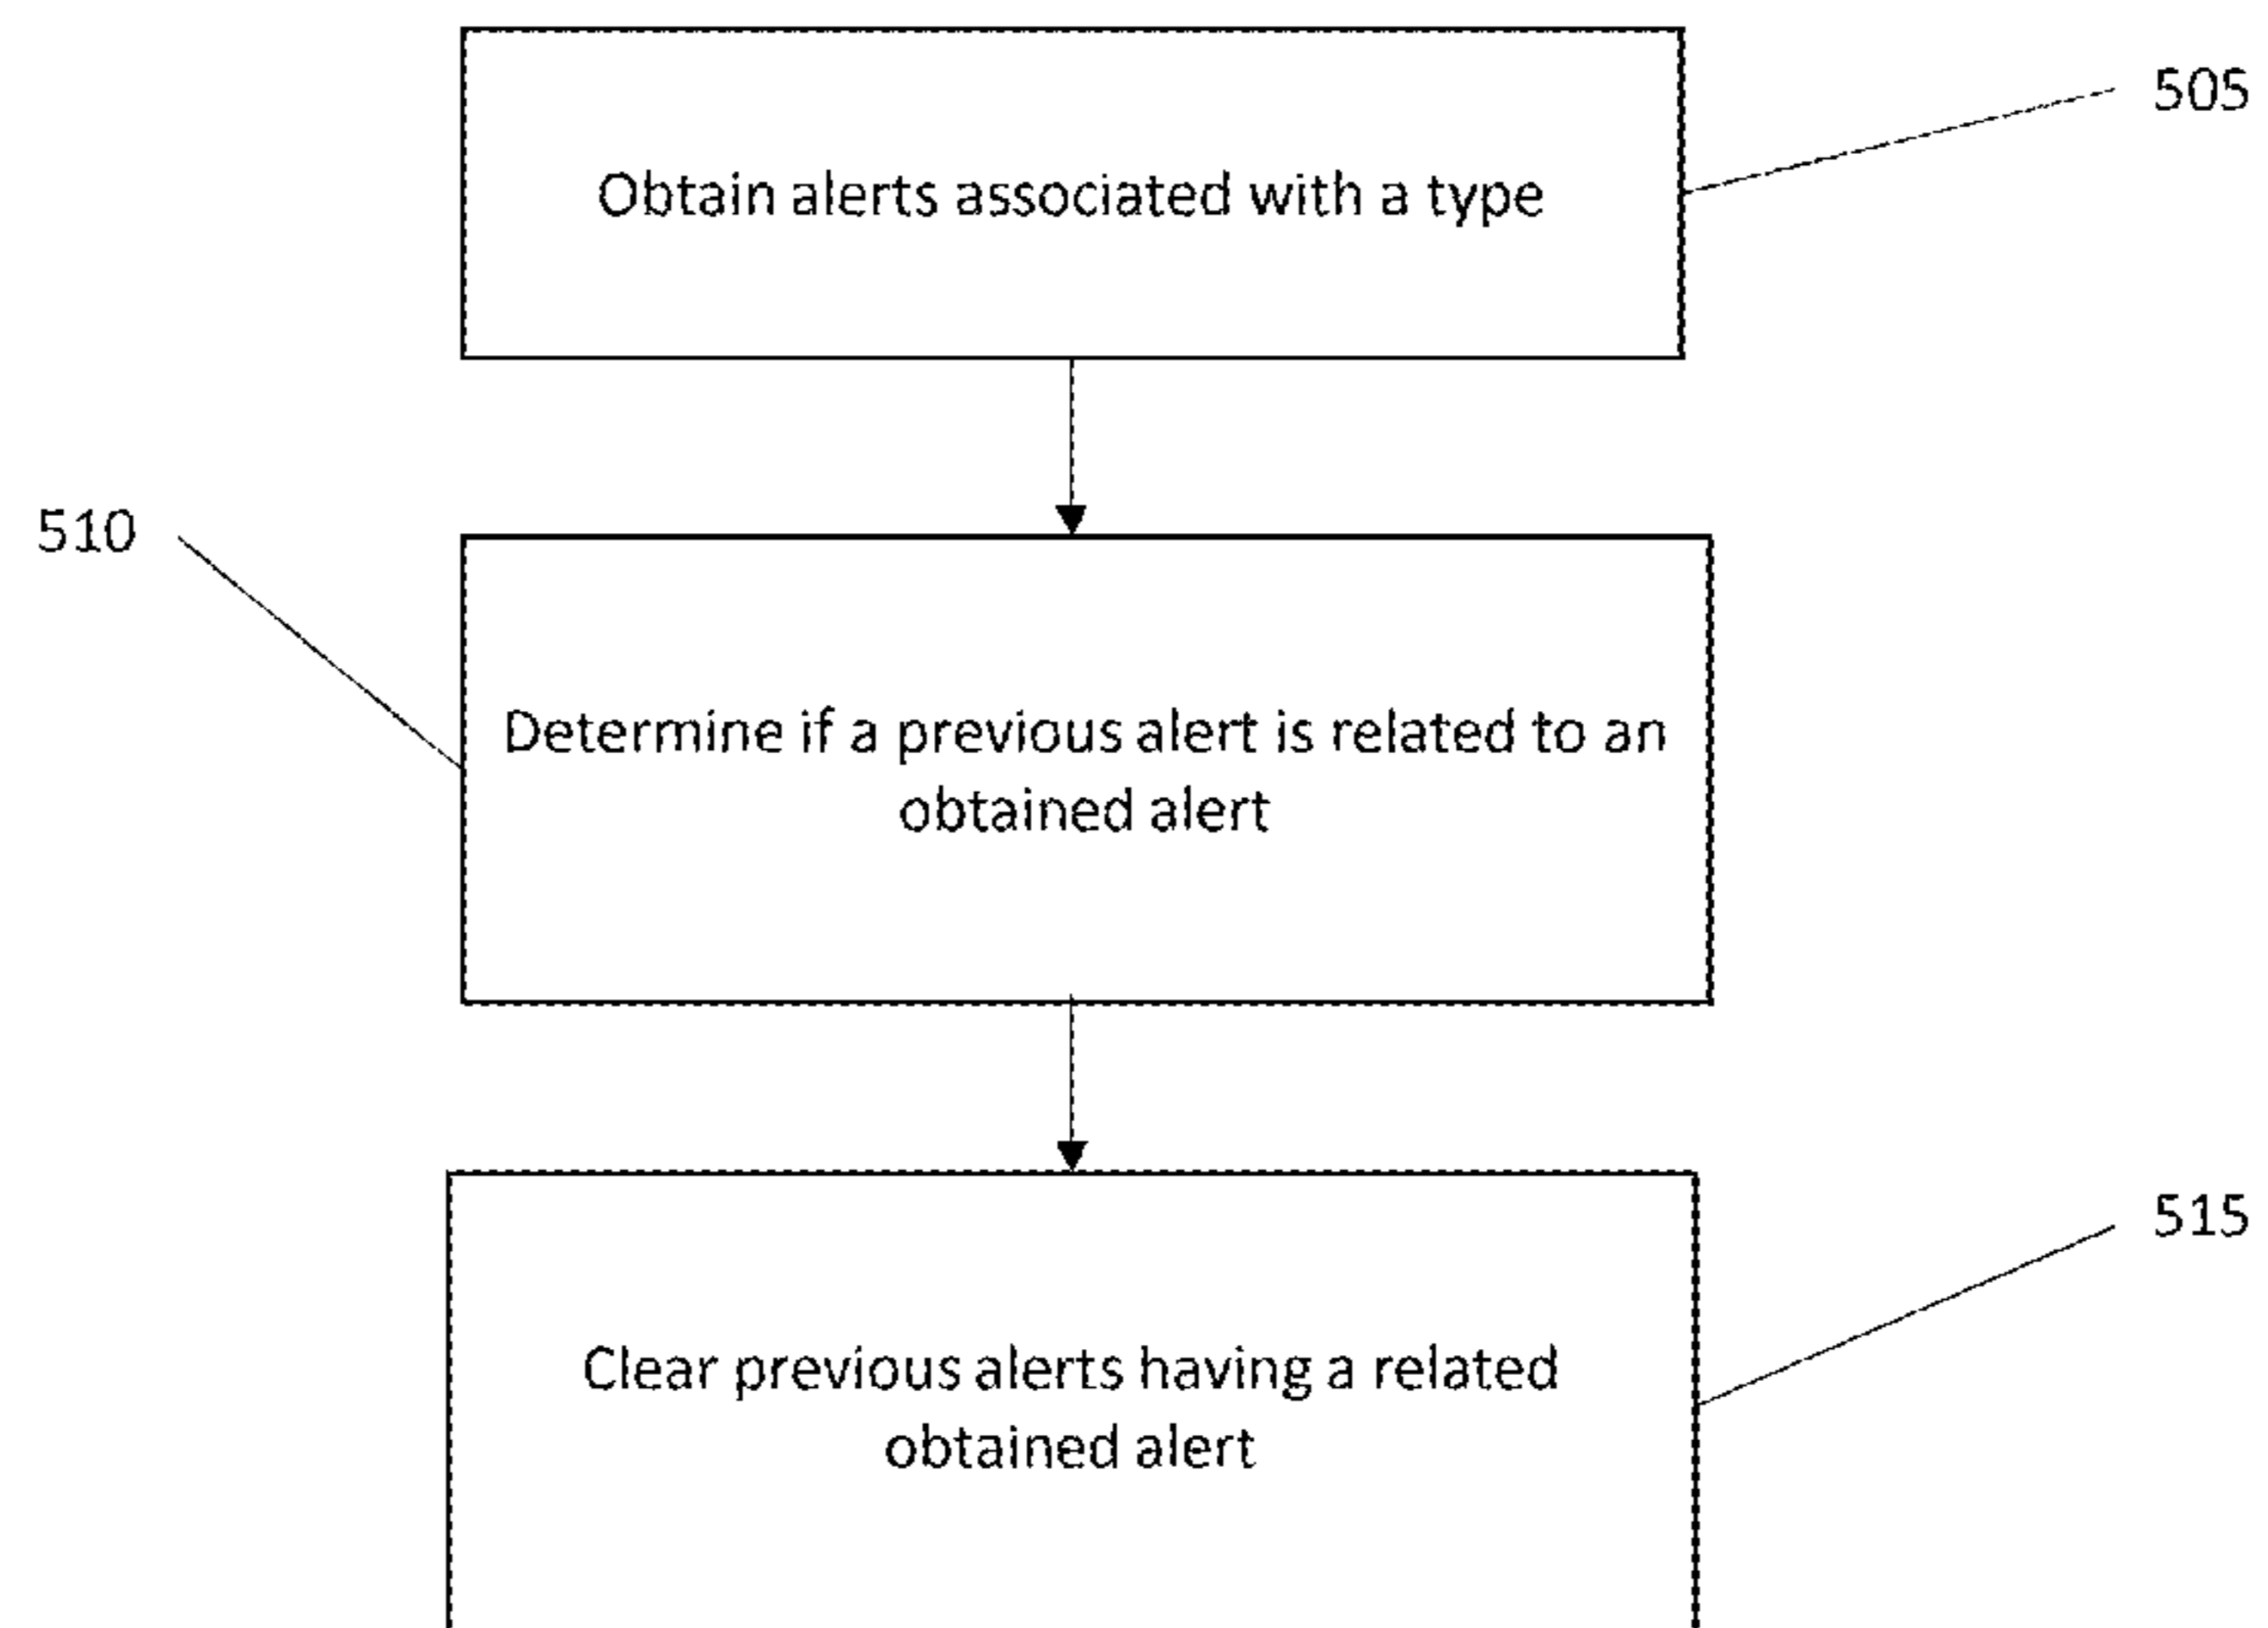 505
Obtain alerts associated with a type
510
Determine if a previous alert is related to an
obtained alert
515
Clear previous alerts having a related
obtained alert